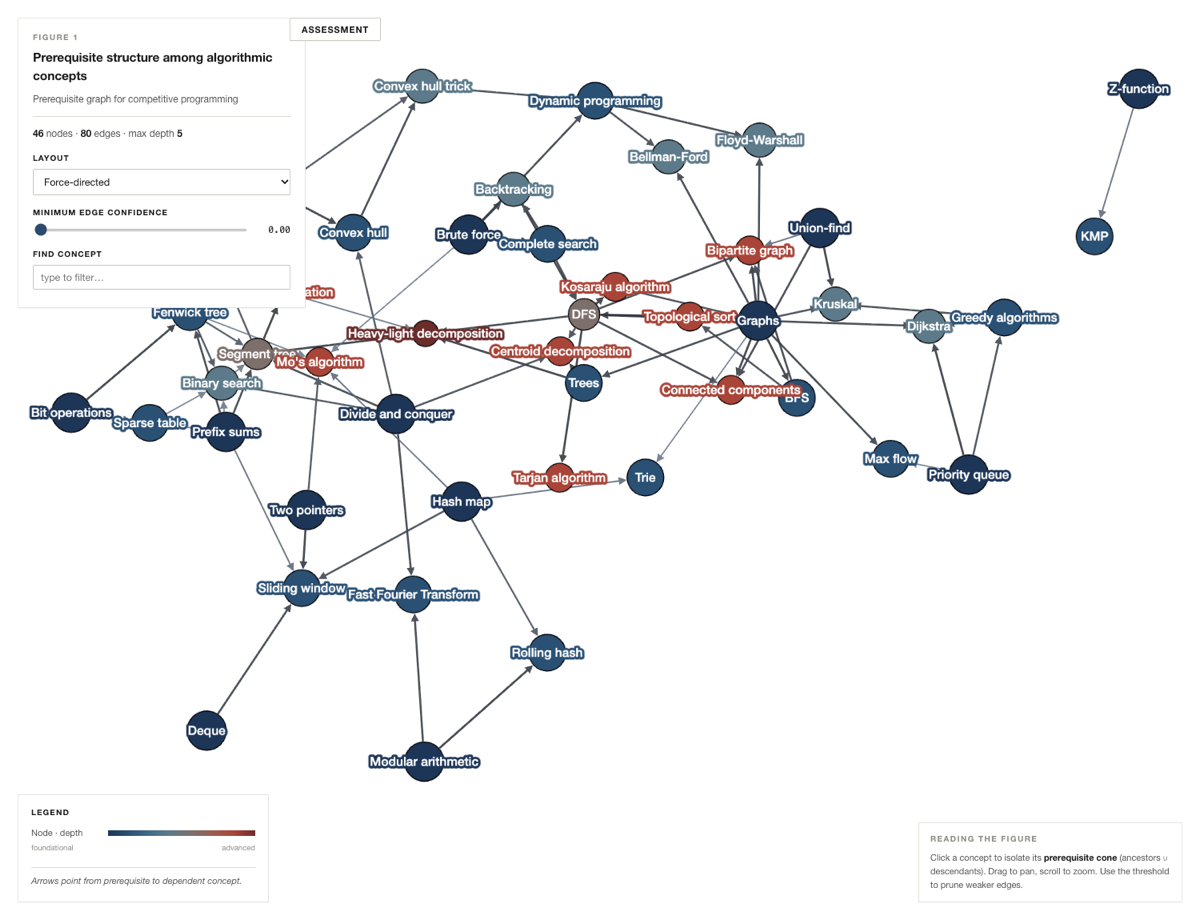 FIGURE 1
Prerequisite structure among algorithmic
concepts
Prerequisite graph for competitive programming
46 nodes · 80 edges · max depth 5
LAYOUT
Force-directed
MINIMUM EDGE CONFIDENCE
0.00
FIND CONCEPT
type to filter…
ASSESSMENT
Convex hull trick
Dynamic programming
Z-function
Floyd-Warshall
Bellman-Ford
Backtracking
Convex hull
Brute force
Complete search
Union-find
KMP
Bipartite graph
Kosaraju algorithm
ation
Kruskal
Fenwick tree
DFS
Topological sort
Graphs
Dijkstra
Greedy algorithms
Heavy-light decomposition
Segment tree
Mo's algorithm
Centroid decomposition
Binary search
Trees
Connected components
BFS
Bit operations
Sparse table
Prefix sums
Divide and conquer
Max flow
Priority queue
Tarjan algorithm
Trie
Two pointers
Hash map
Sliding window
Fast Fourier Transform
Rolling hash
Deque
Modular arithmetic
LEGEND
Node · depth
foundational advanced
Arrows point from prerequisite to dependent concept.
READING THE FIGURE
Click a concept to isolate its prerequisite cone (ancestors ∪
descendants). Drag to pan, scroll to zoom. Use the threshold
to prune weaker edges.